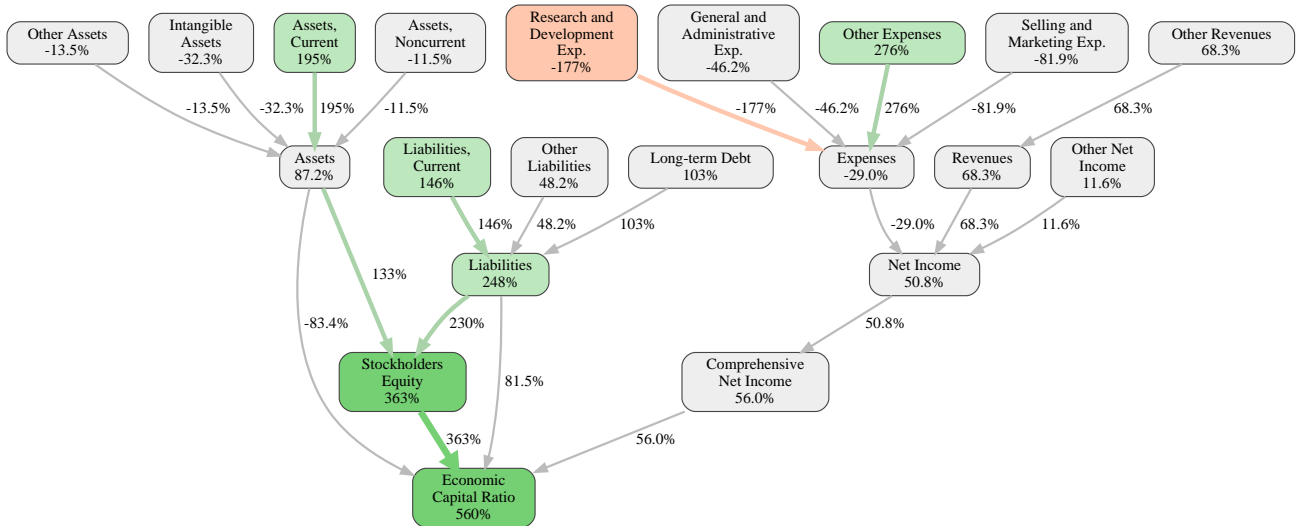 Other Assets
-13.5%
Intangible
Assets
-32.3%
Assets,
Current
195%
Assets,
Noncurrent
-11.5%
Research and
Development
Exp.
-177%
General and
Administrative
Exp.
-46.2%
Other Expenses
276%
Selling and
Marketing Exp.
-81.9%
Other Revenues
68.3%
-13.5%
-32.3%
195%
-11.5%
-177%
-46.2%
276%
-81.9%
68.3%
Assets
87.2%
Liabilities,
Current
146%
Other
Liabilities
48.2%
Long-term Debt
103%
Expenses
-29.0%
Revenues
68.3%
Other Net
Income
11.6%
146%
48.2%
103%
-29.0%
68.3%
11.6%
Liabilities
248%
Net Income
50.8%
133%
-83.4%
230%
81.5%
50.8%
Stockholders
Equity
363%
Comprehensive
Net Income
56.0%
363%
56.0%
Economic
Capital Ratio
560%